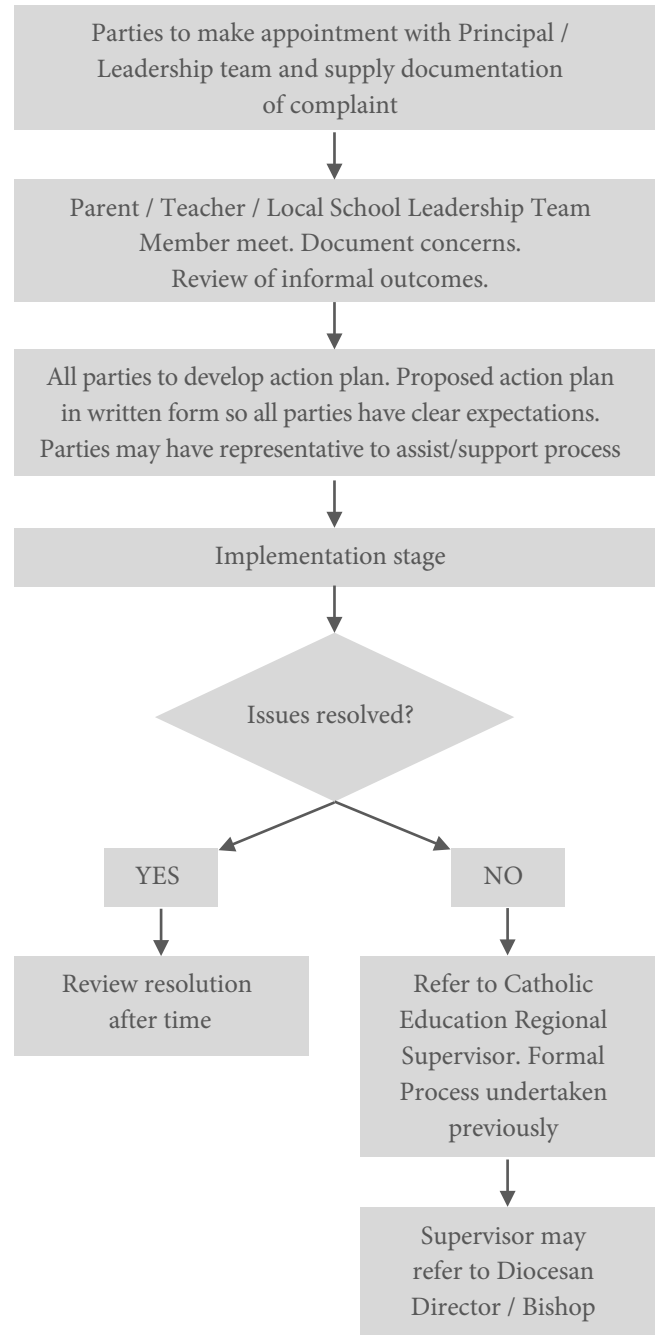 Parties to make appointment with Principal /
Leadership team and supply documentation
of complaint
Parent / Teacher / Local School Leadership Team
Member meet. Document concerns.
Review of informal outcomes.
All parties to develop action plan. Proposed action plan
in written form so all parties have clear expectations.
Parties may have representative to assist/support process
Implementation stage
Issues resolved?
YES
NO
Review resolution
after time
Refer to Catholic
Education Regional
Supervisor. Formal
Process undertaken
previously
Supervisor may
refer to Diocesan
Director / Bishop